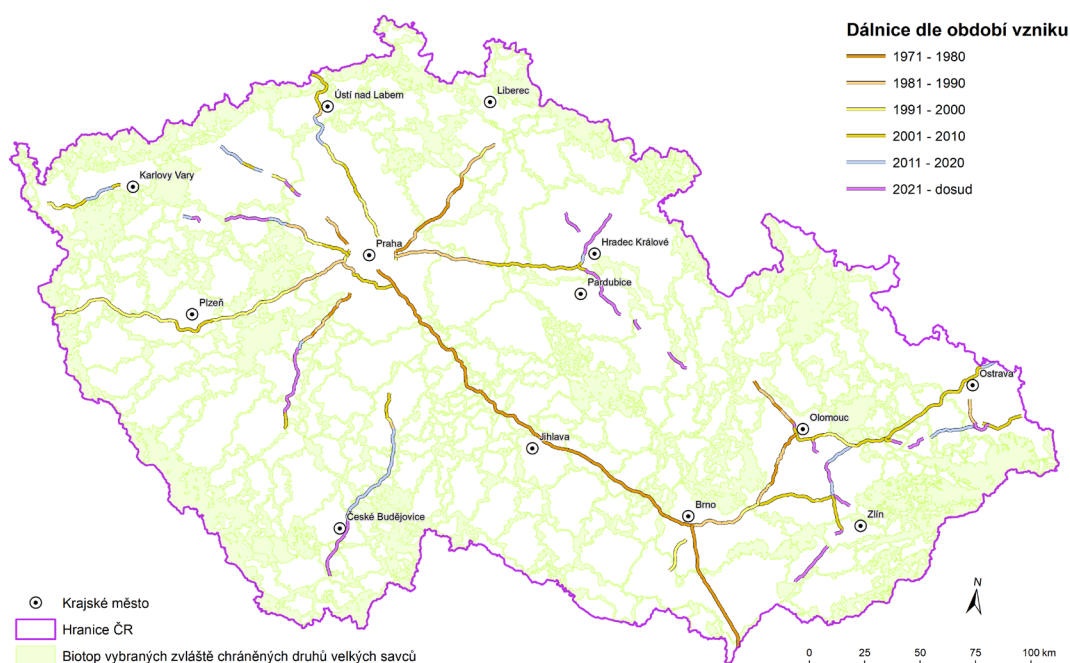 Dálnice dle období vzniku
1971 - 1980
1981 - 1990
1991 - 2000
2001 - 2010
2011 - 2020
2021 - dosud
Ústí nad Labem
Liberec
Karlovy Vary
Praha
Hradec Králové
Pardubice
Plzeň
Ostrava
Olomouc
Jihlava
Brno
Zlín
České Budějovice
N
Krajské město
Hranice ČR
Biotop vybraných zvláště chráněných druhů velkých savců
0 25 50 75 100 km